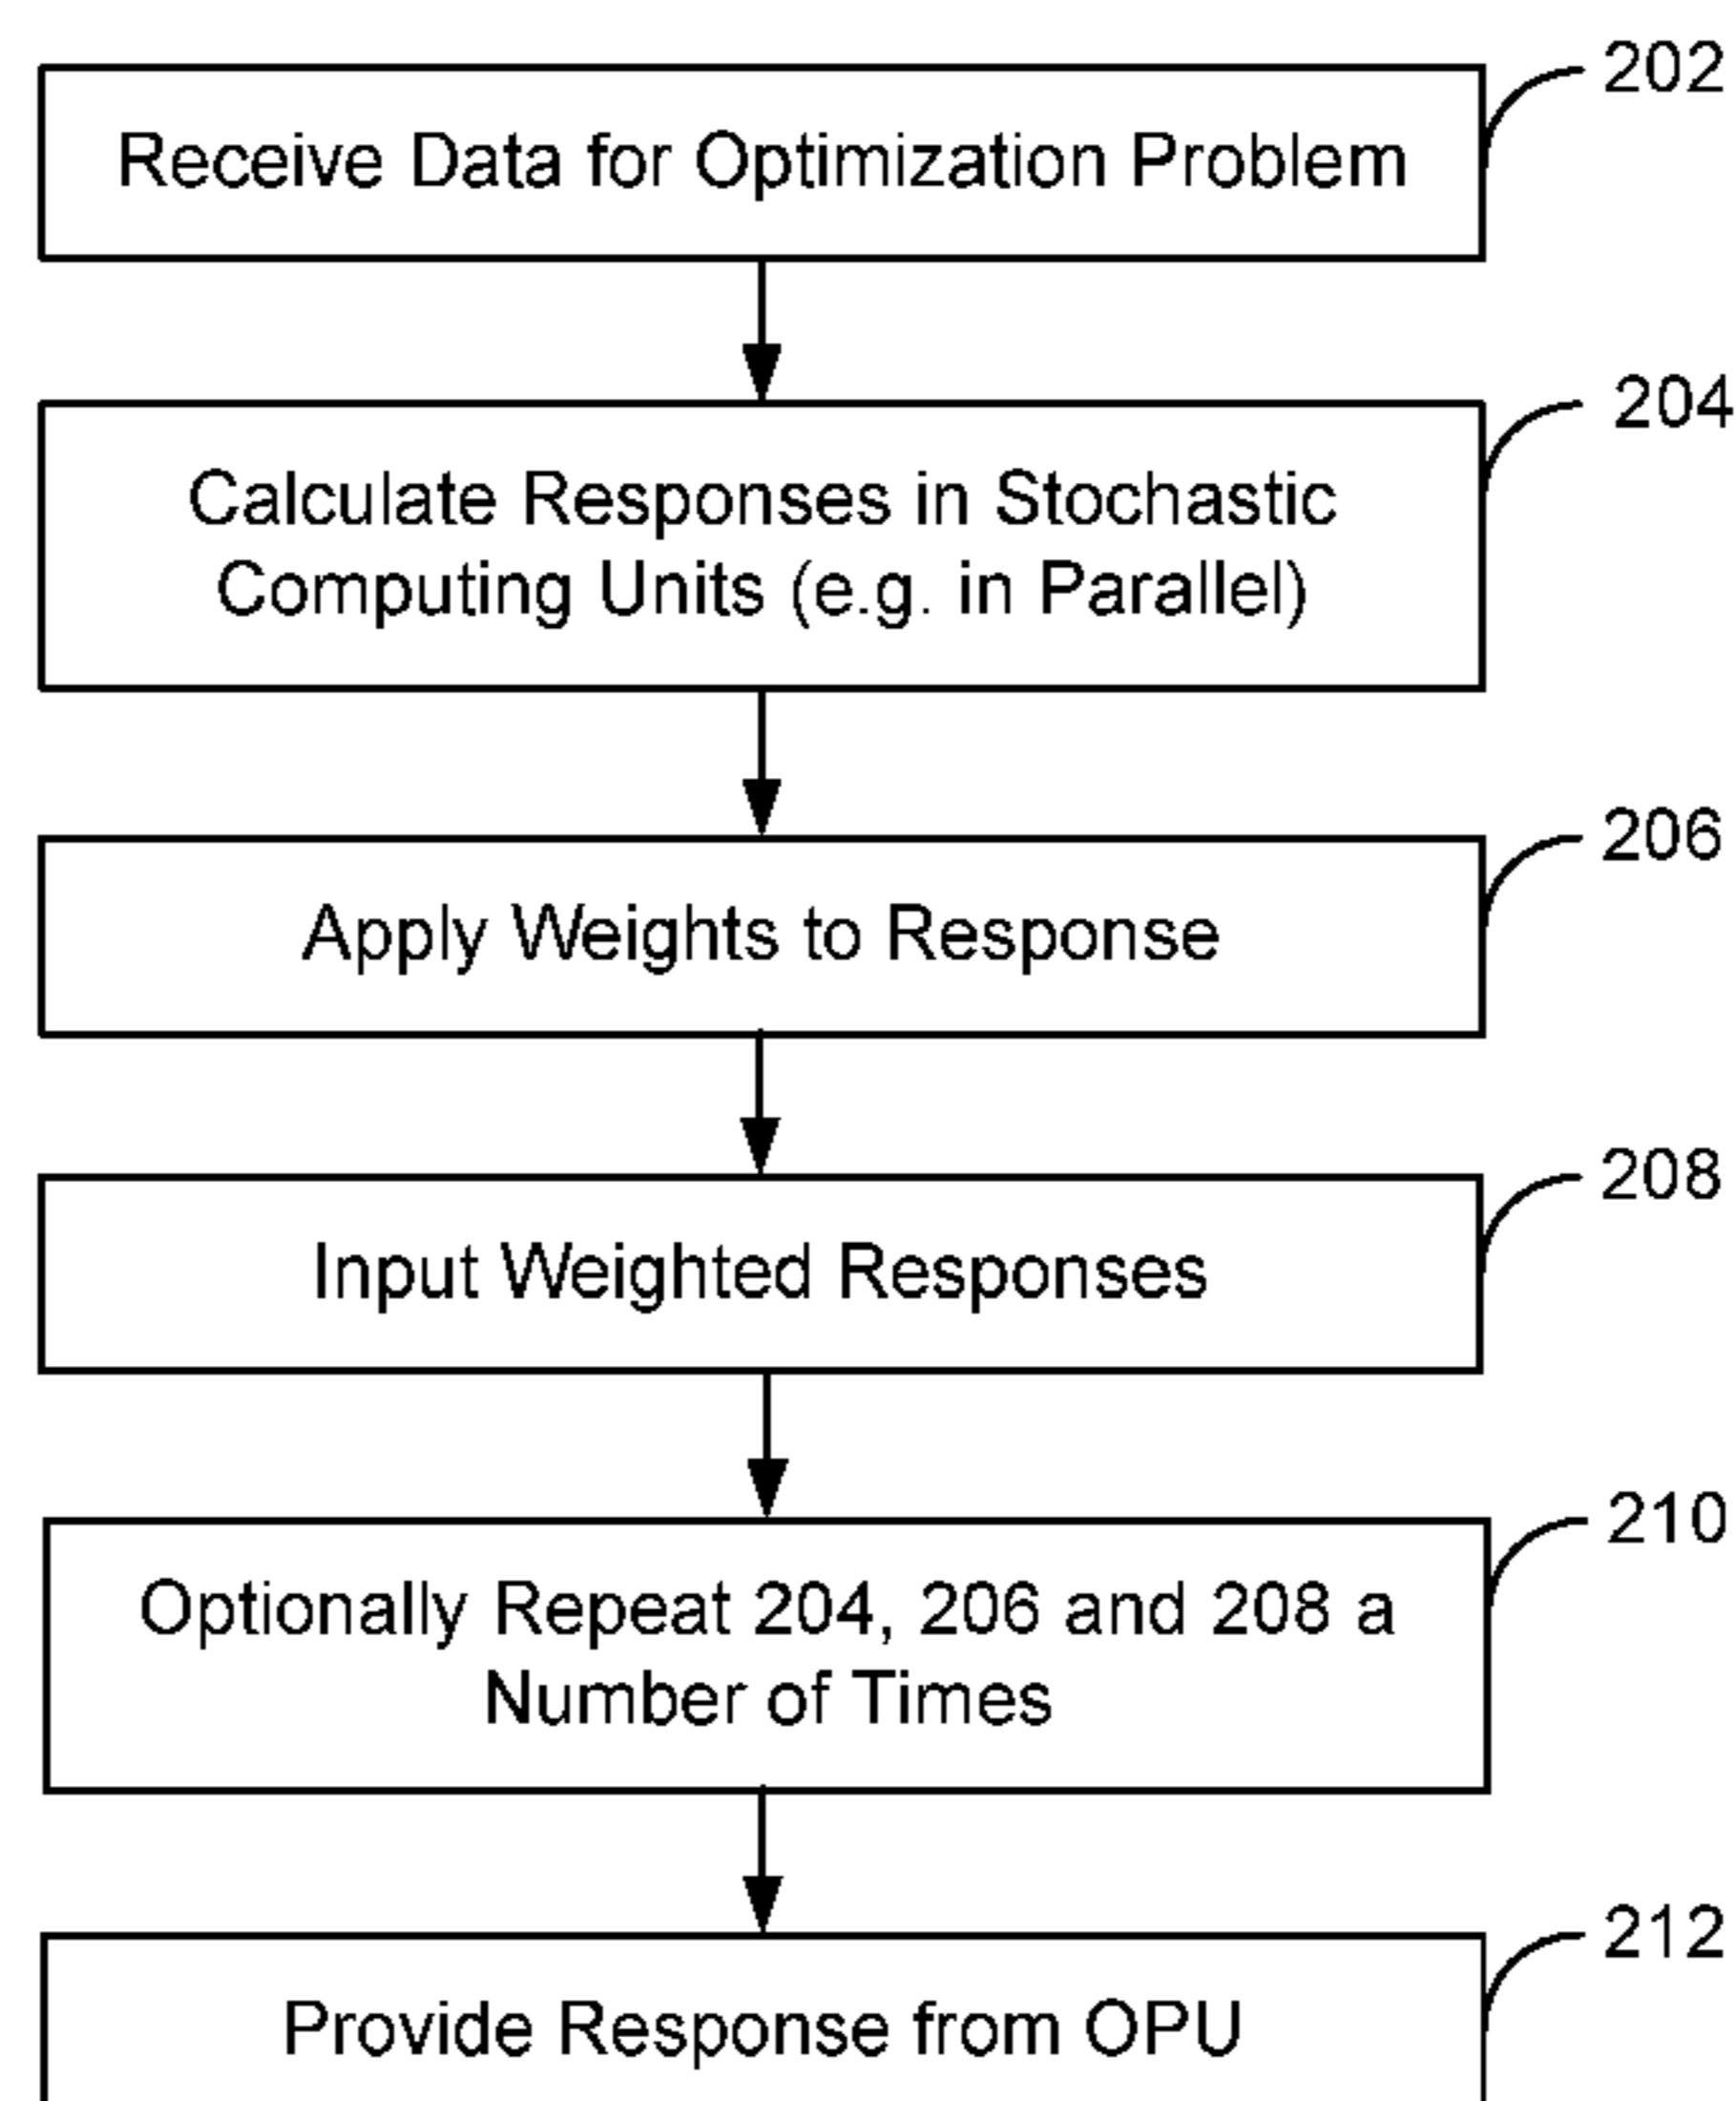 202
Receive Data for Optimization Problem
204
Calculate Responses in Stochastic
Computing Units (e.g. in Parallel)
206
Apply Weights to Response
208
Input Weighted Responses
210
Optionally Repeat 204, 206 and 208 a
Number of Times
212
Provide Response from OPU